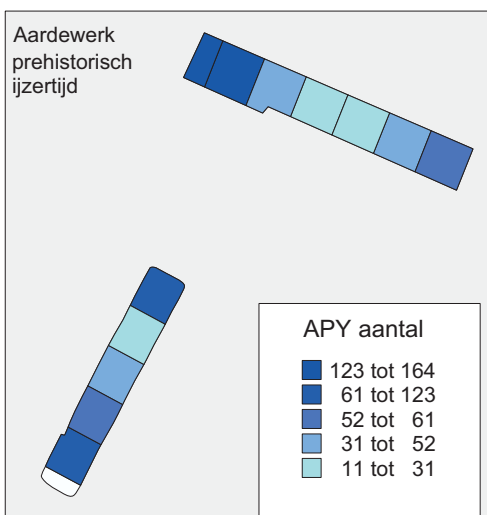 Aardewerk
prehistorisch
ijzertijd
APY aantal
123 tot 164
61 tot 123
52 tot 61
31 tot 52
11 tot 31